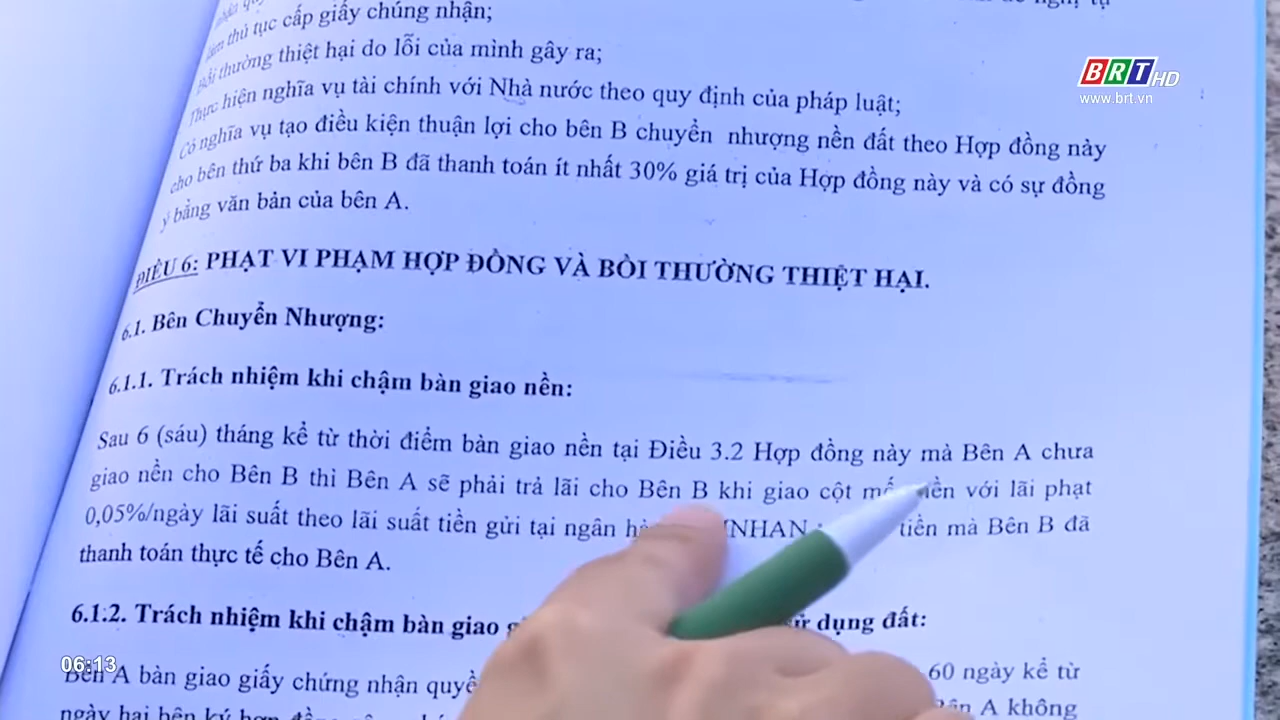 thủ tục cấp giấy chúng nhận;
Bồi thường thiệt hại do lỗi của mình gây ra;
Thực hiện nghĩa vụ tài chính với Nhà nước theo quy định của pháp luật;
Có nghĩa vụ tạo điều kiện thuận lợi cho bên B chuyển nhượng nền đất theo Hợp đồng này
cho bên thứ ba khi bên B đã thanh toán ít nhất 30% giá trị của Hợp đồng này và có sự đồng
ý bằng văn bản của bên A.
ĐIỀU 6: PHẠT VI PHẠM HỢP ĐỒNG VÀ BỒI THƯỜNG THIỆT HẠI.
6.1. Bên Chuyển Nhượng:
6.1.1. Trách nhiệm khi chậm bàn giao nền:
Sau 6 (sáu) tháng kể từ thời điểm bàn giao nền tại Điều 3.2 Hợp đồng này mà Bên A chưa
giao nền cho Bên B thì Bên A sẽ phải trả lãi cho Bên B khi giao cột nền với lãi phạt
0,05%/ngày lãi suất theo lãi suất tiền gửi tại ngân tiền mà Bên B đã
thanh toán thực tế cho Bên A.
6.1.2. Trách nhiệm khi chậm bàn giao sử dụng đất:
Bên A bàn giao giấy chứng nhận 60 ngày kể từ
ngày hai bên ký A không
BRT HD
www.brt.vn
06:13